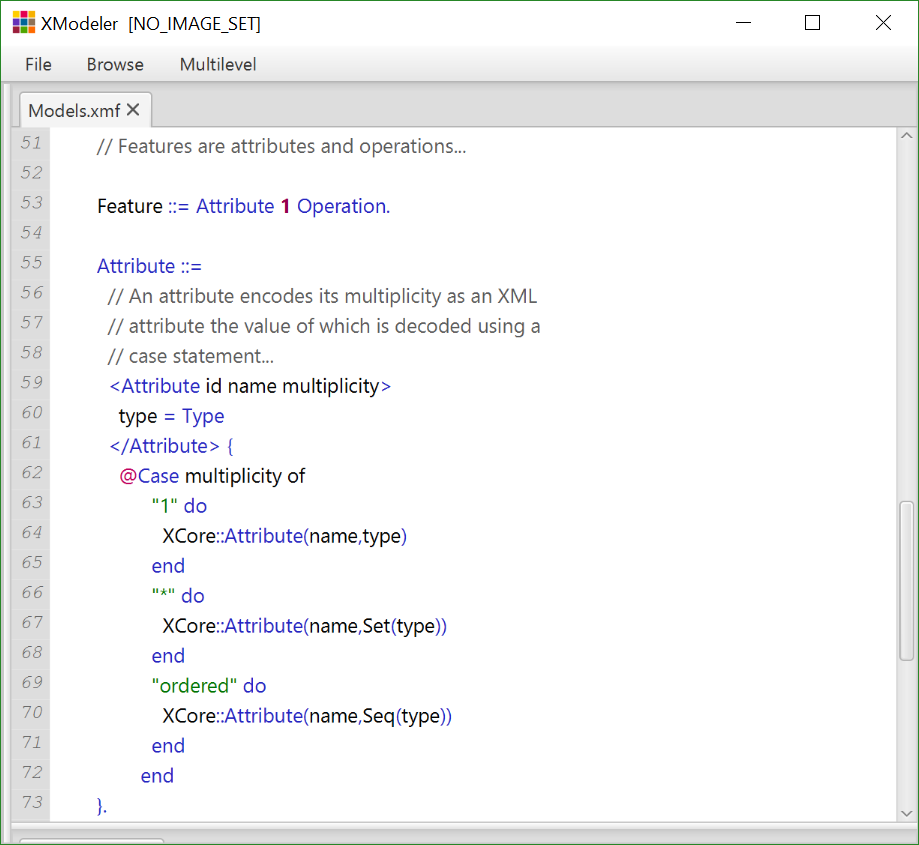 XModeler [NO_IMAGE_SET]
File Browse Multilevel
Models.xmf
51 // Features are attributes and operations...
52
53 Feature ::= Attribute 1 Operation.
54
55 Attribute ::=
56 // An attribute encodes its multiplicity as an XML
57 // attribute the value of which is decoded using a
58 // case statement...
59 <Attribute id name multiplicity>
60 type = Type
61 </Attribute> {
62 @Case multiplicity of
63 "1" do
64 XCore::Attribute(name,type)
65 end
66 "*" do
67 XCore::Attribute(name,Set(type))
68 end
69 "ordered" do
70 XCore::Attribute(name,Seq(type))
71 end
72 end
73 }.